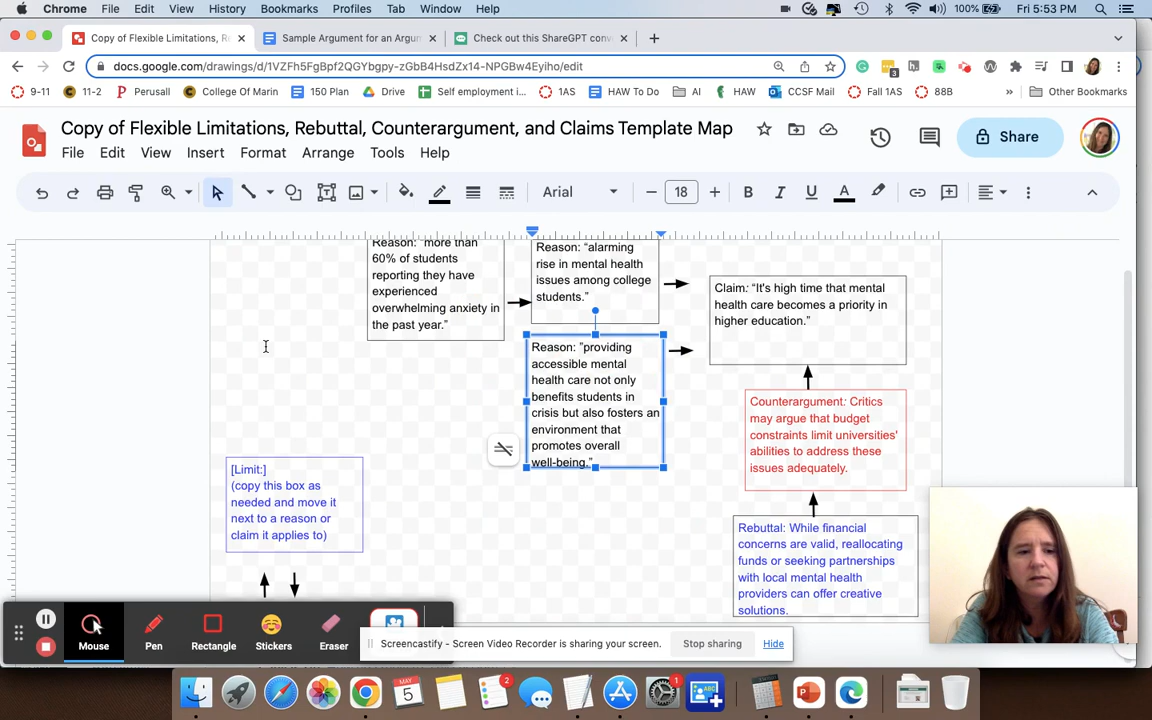 Chrome File Edit View History Bookmarks Profiles Tab Window Help 100% Fri 5:53 PM
Copy of Flexible Limitations, R
Sample Argument for an Argum
Check out this ShareGPT conv
docs.google.com/drawings/d/1VZFh5FgBpf2QGYbgpy-zGbB4HsdZx14-NPGBw4Eyiho/edit
3
9-11 11-2 Perusall College Of Marin 150 Plan Drive Self employment i 1AS HAW To Do AI HAW CCSF Mail Fall 1AS 88B » Other Bookmarks
Copy of Flexible Limitations, Rebuttal, Counterargument, and Claims Template Map
Share
File Edit View Insert Format Arrange Tools Help
Arial 18 B I U A
Reason: "more than
60% of students
reporting they have
experienced
overwhelming anxiety in
the past year."
Reason: "alarming
rise in mental health
issues among college
students."
Claim: "It's high time that mental
health care becomes a priority in
higher education."
Reason: "providing
accessible mental
health care not only
benefits students in
crisis but also fosters an
environment that
promotes overall
well-being."
Counterargument: Critics
may argue that budget
constraints limit universities'
abilities to address these
issues adequately.
[Limit:]
(copy this box as
needed and move it
next to a reason or
claim it applies to)
Rebuttal: While financial
concerns are valid, reallocating
funds or seeking partnerships
with local mental health
providers can offer creative
solutions.
Mouse Pen Rectangle Stickers Eraser
Screencastify - Screen Video Recorder is sharing your screen. Stop sharing Hide
MAY
5
2
1
ABC